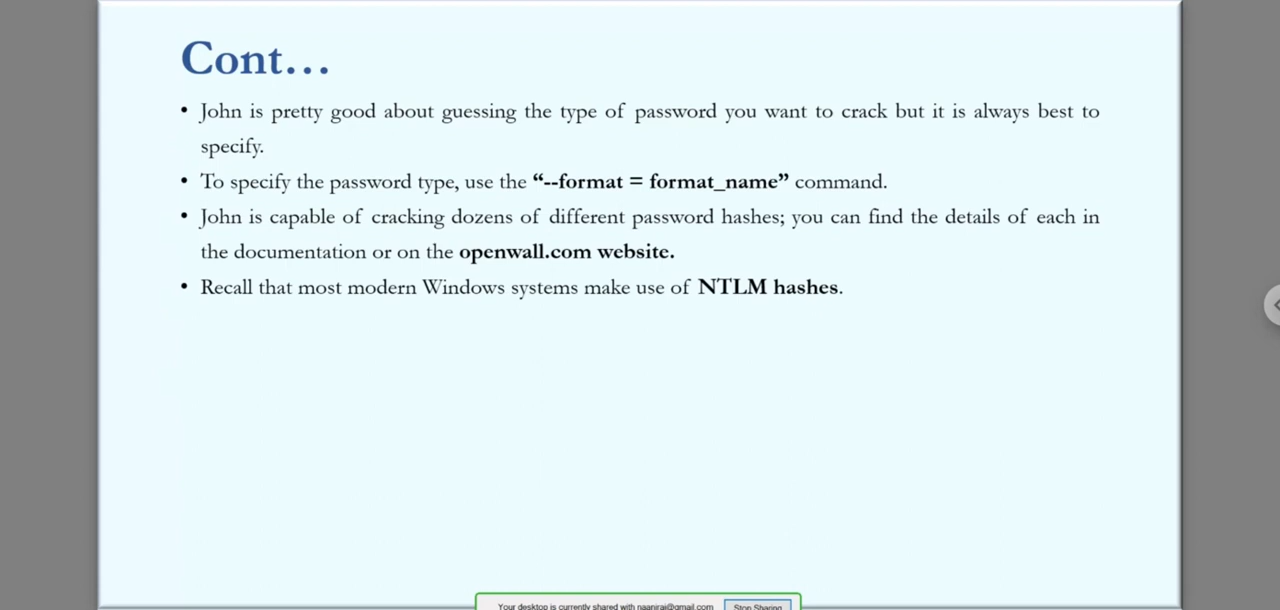 Cont…
• John is pretty good about guessing the type of password you want to crack but it is always best to
specify.
• To specify the password type, use the “--format = format_name” command.
• John is capable of cracking dozens of different password hashes; you can find the details of each in
the documentation or on the openwall.com website.
• Recall that most modern Windows systems make use of NTLM hashes.
Your desktop is currently shared with naaniraj@gmail.com Stop Sharing